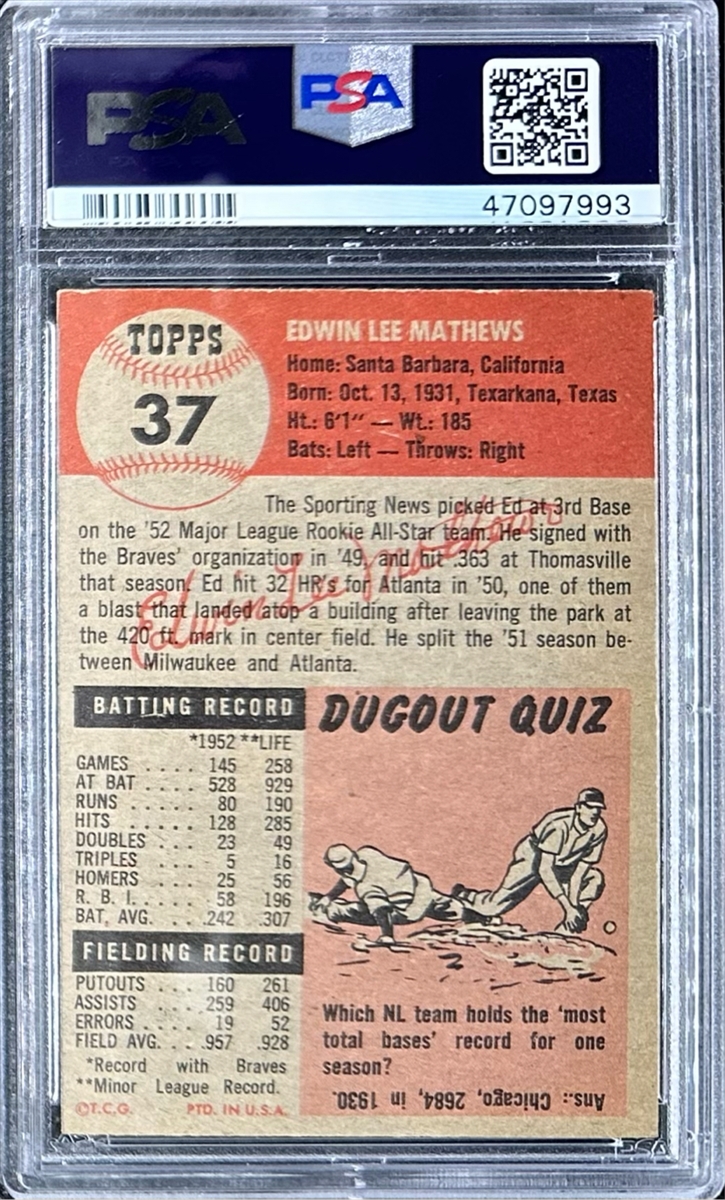 PSA
PSA
47097993
TOPPS
37
EDWIN LEE MATHEWS
Home: Santa Barbara, California
Born: Oct. 13, 1931, Texarkana, Texas
Ht.: 6'1" — Wt.: 185
Bats: Left — Throws: Right
The Sporting News picked Ed at 3rd Base
on the '52 Major League Rookie All-Star team. He signed with
the Braves' organization in '49, and hit .363 at Thomasville
that season. Ed hit 32 HR's for Atlanta in '50, one of them
a blast that landed atop a building after leaving the park at
the 420 ft. mark in center field. He split the '51 season be-
tween Milwaukee and Atlanta.
Edwin Lee Mathews
BATTING RECORD
*1952 **LIFE
GAMES .... 145 258
AT BAT .... 528 929
RUNS ..... 80 190
HITS ..... 128 285
DOUBLES ... 23 49
TRIPLES ... 5 16
HOMERS ... 25 56
R. B. I. .... 58 196
BAT. AVG. .. .242 .307
FIELDING RECORD
PUTOUTS ... 160 261
ASSISTS .... 259 406
ERRORS .... 19 52
FIELD AVG. .. .957 .928
*Record with Braves
**Minor League Record.
©T.C.G. PTD. IN U.S.A.
DUGOUT QUIZ
Which NL team holds the 'most
total bases' record for one
season?
Ans.: Chicago, 2684, in 1930.